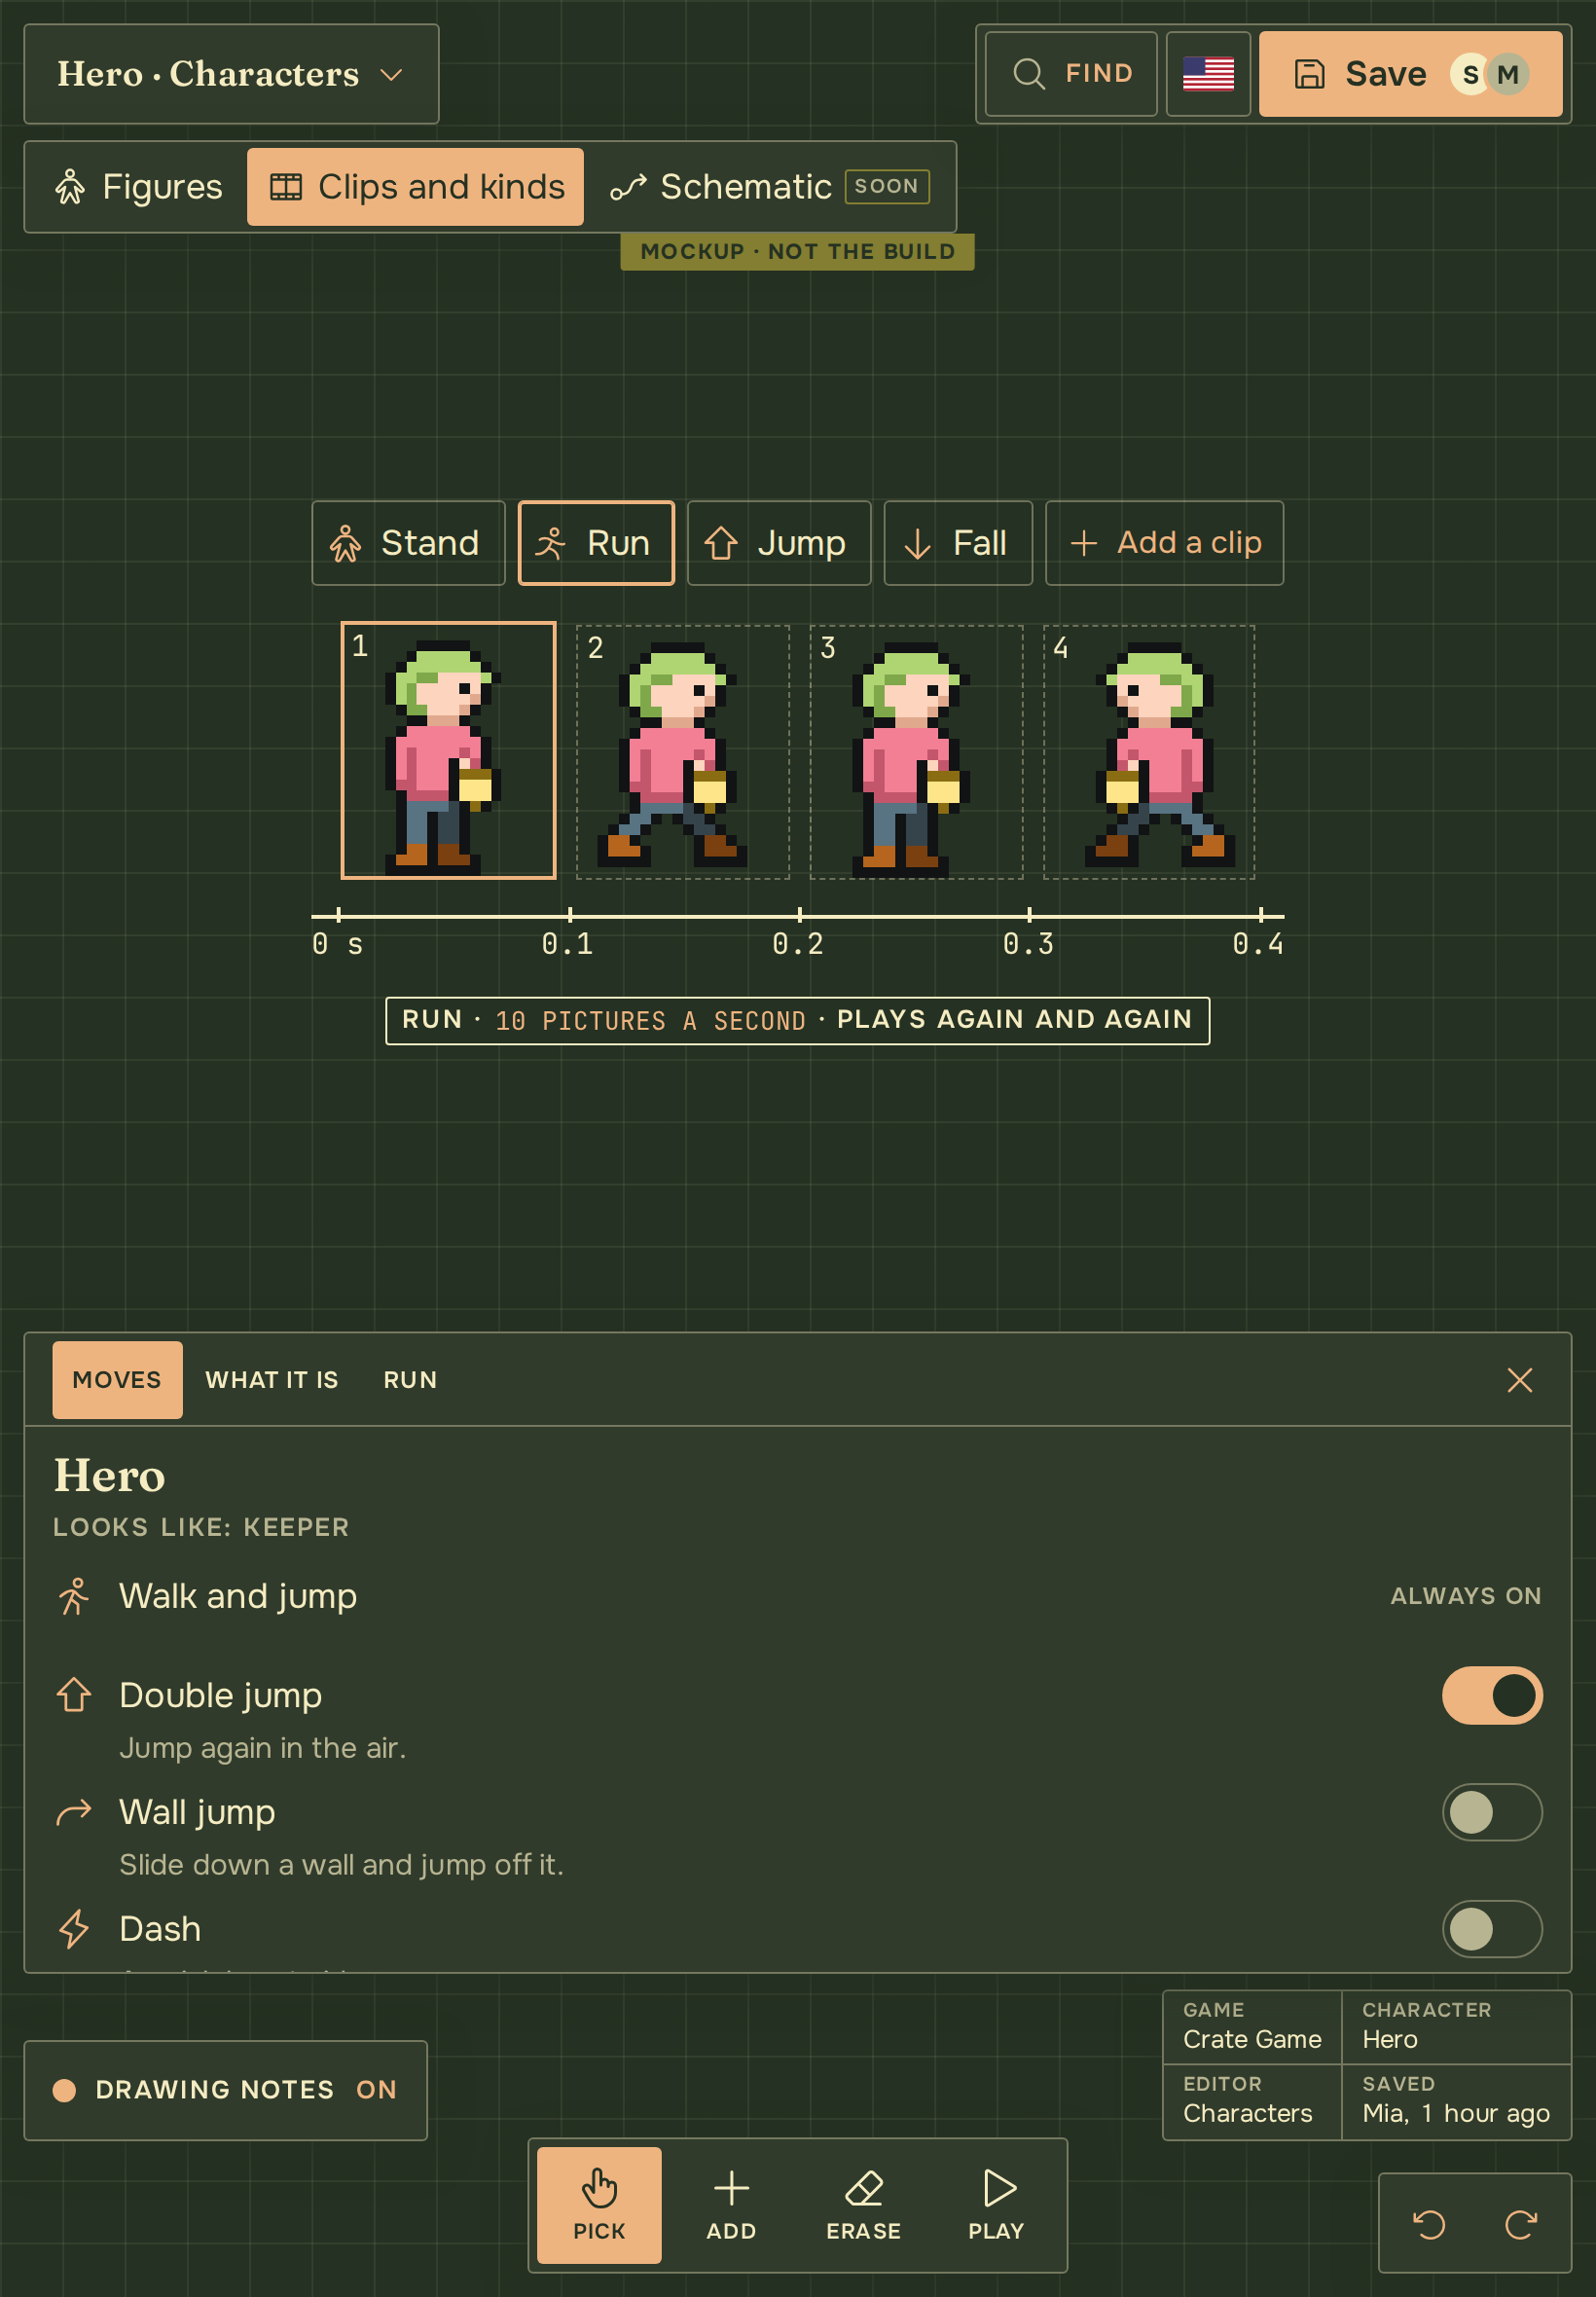 Hero · Characters
FIND
Save
S
M
Figures
Clips and kinds
Schematic
SOON
MOCKUP · NOT THE BUILD
Stand
Run
Jump
Fall
Add a clip
1
2
3
4
0 s
0.1
0.2
0.3
0.4
RUN · 10 PICTURES A SECOND · PLAYS AGAIN AND AGAIN
MOVES
WHAT IT IS
RUN
Hero
LOOKS LIKE: KEEPER
Walk and jump
ALWAYS ON
Double jump
Jump again in the air.
Wall jump
Slide down a wall and jump off it.
Dash
GAME
Crate Game
CHARACTER
Hero
EDITOR
Characters
SAVED
Mia, 1 hour ago
DRAWING NOTES ON
PICK
ADD
ERASE
PLAY